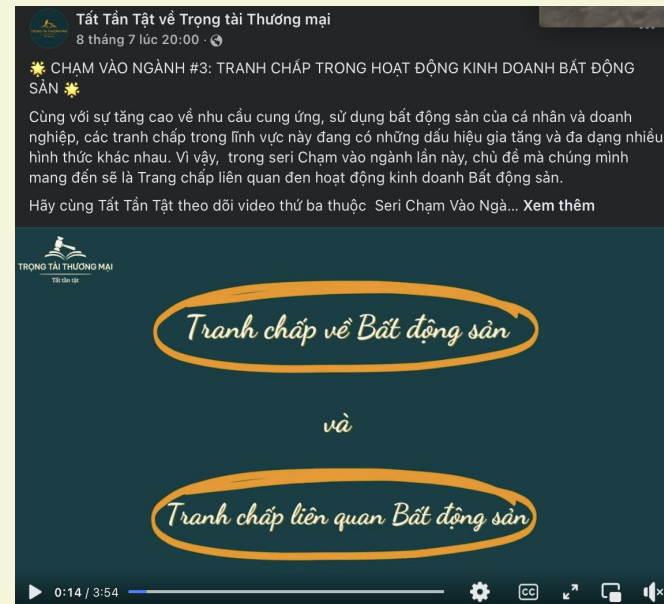 Tất Tần Tật về Trọng tài Thương mại
8 tháng 7 lúc 20:00 ·
CHẠM VÀO NGÀNH #3: TRANH CHẤP TRONG HOẠT ĐỘNG KINH DOANH BẤT ĐỘNG
SẢN
Cùng với sự tăng cao về nhu cầu cung ứng, sử dụng bất động sản của cá nhân và doanh
nghiệp, các tranh chấp trong lĩnh vực này đang có những dấu hiệu gia tăng và đa dạng nhiều
hình thức khác nhau. Vì vậy, trong seri Chạm vào ngành lần này, chủ đề mà chúng mình
mang đến sẽ là Trang chấp liên quan đen hoạt động kinh doanh Bất động sản.
Hãy cùng Tất Tần Tật theo dõi video thứ ba thuộc Seri Chạm Vào Ngà... Xem thêm
TRỌNG TÀI THƯƠNG MẠI
Tất tần tật
Tranh chấp về Bất động sản
và
Tranh chấp liên quan Bất động sản
0:14 / 3:54
CC